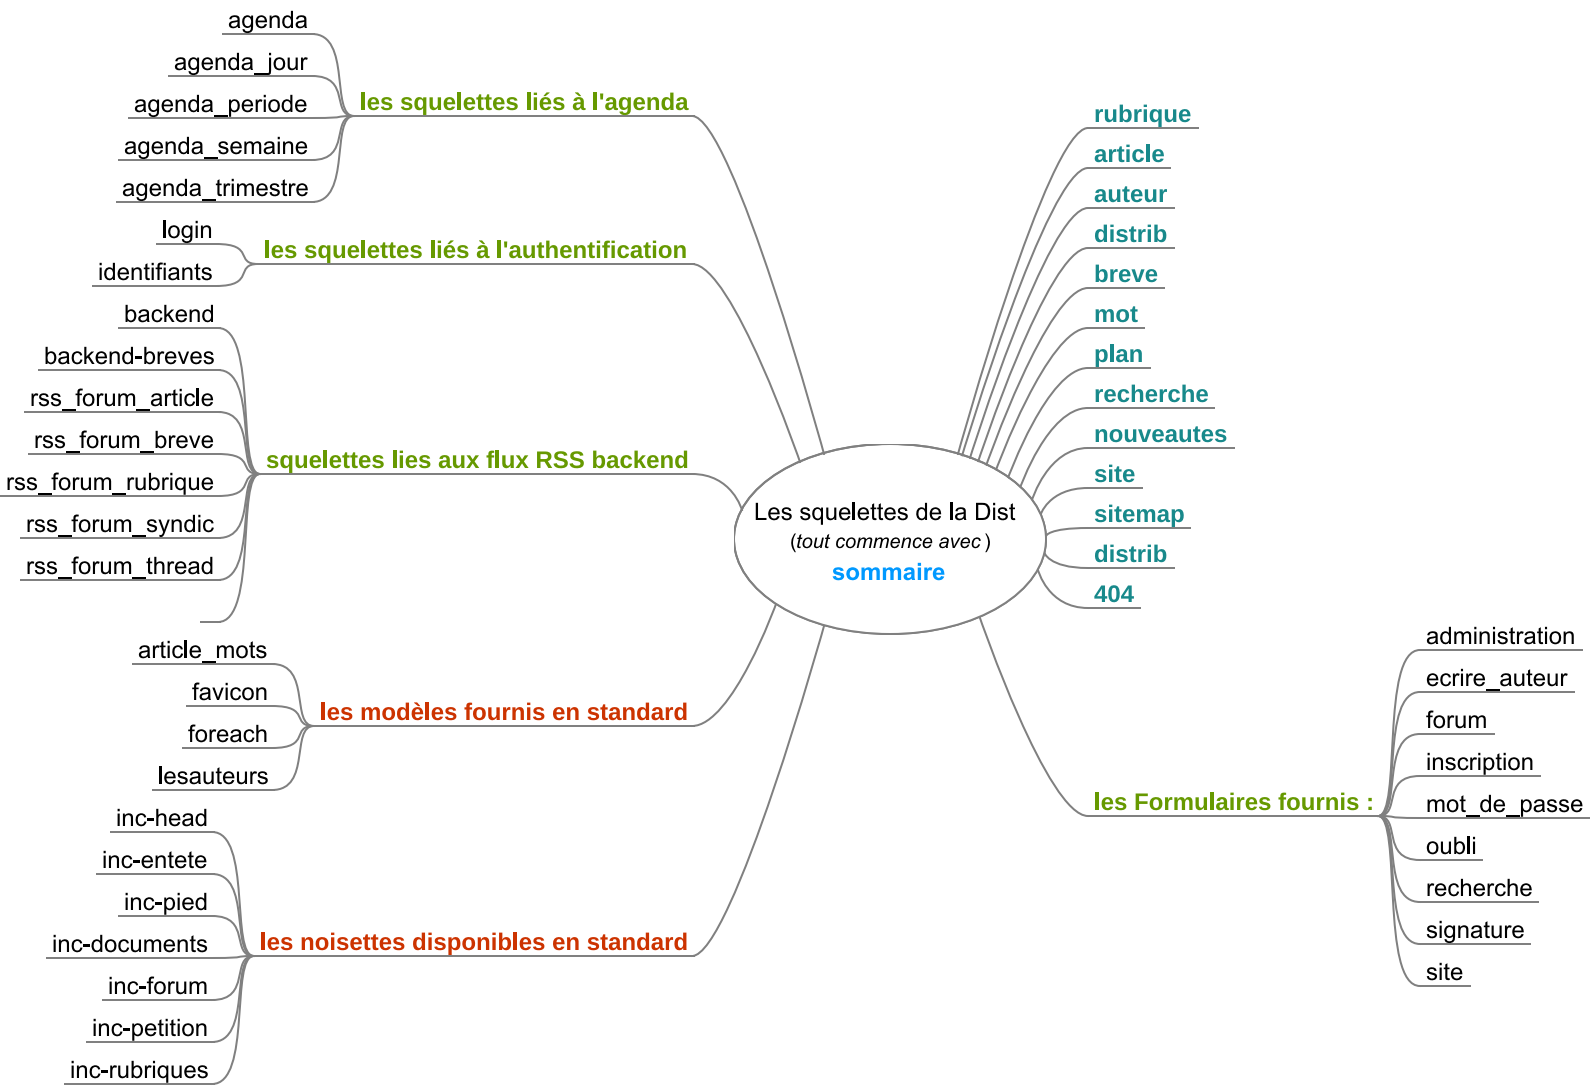 agenda
agenda_jour
agenda_periode
agenda_semaine
agenda_trimestre
les squelettes liés à l'agenda
login
identifiants
les squelettes liés à l'authentification
backend
backend-breves
rss_forum_article
rss_forum_breve
rss_forum_rubrique
rss_forum_syndic
rss_forum_thread
squelettes lies aux flux RSS backend
article_mots
favicon
foreach
lesauteurs
les modèles fournis en standard
inc-head
inc-entete
inc-pied
inc-documents
inc-forum
inc-petition
inc-rubriques
les noisettes disponibles en standard
Les squelettes de la Dist
(tout commence avec)
sommaire
rubrique
article
auteur
distrib
breve
mot
plan
recherche
nouveautes
site
sitemap
distrib
404
les Formulaires fournis :
administration
ecrire_auteur
forum
inscription
mot_de_passe
oubli
recherche
signature
site